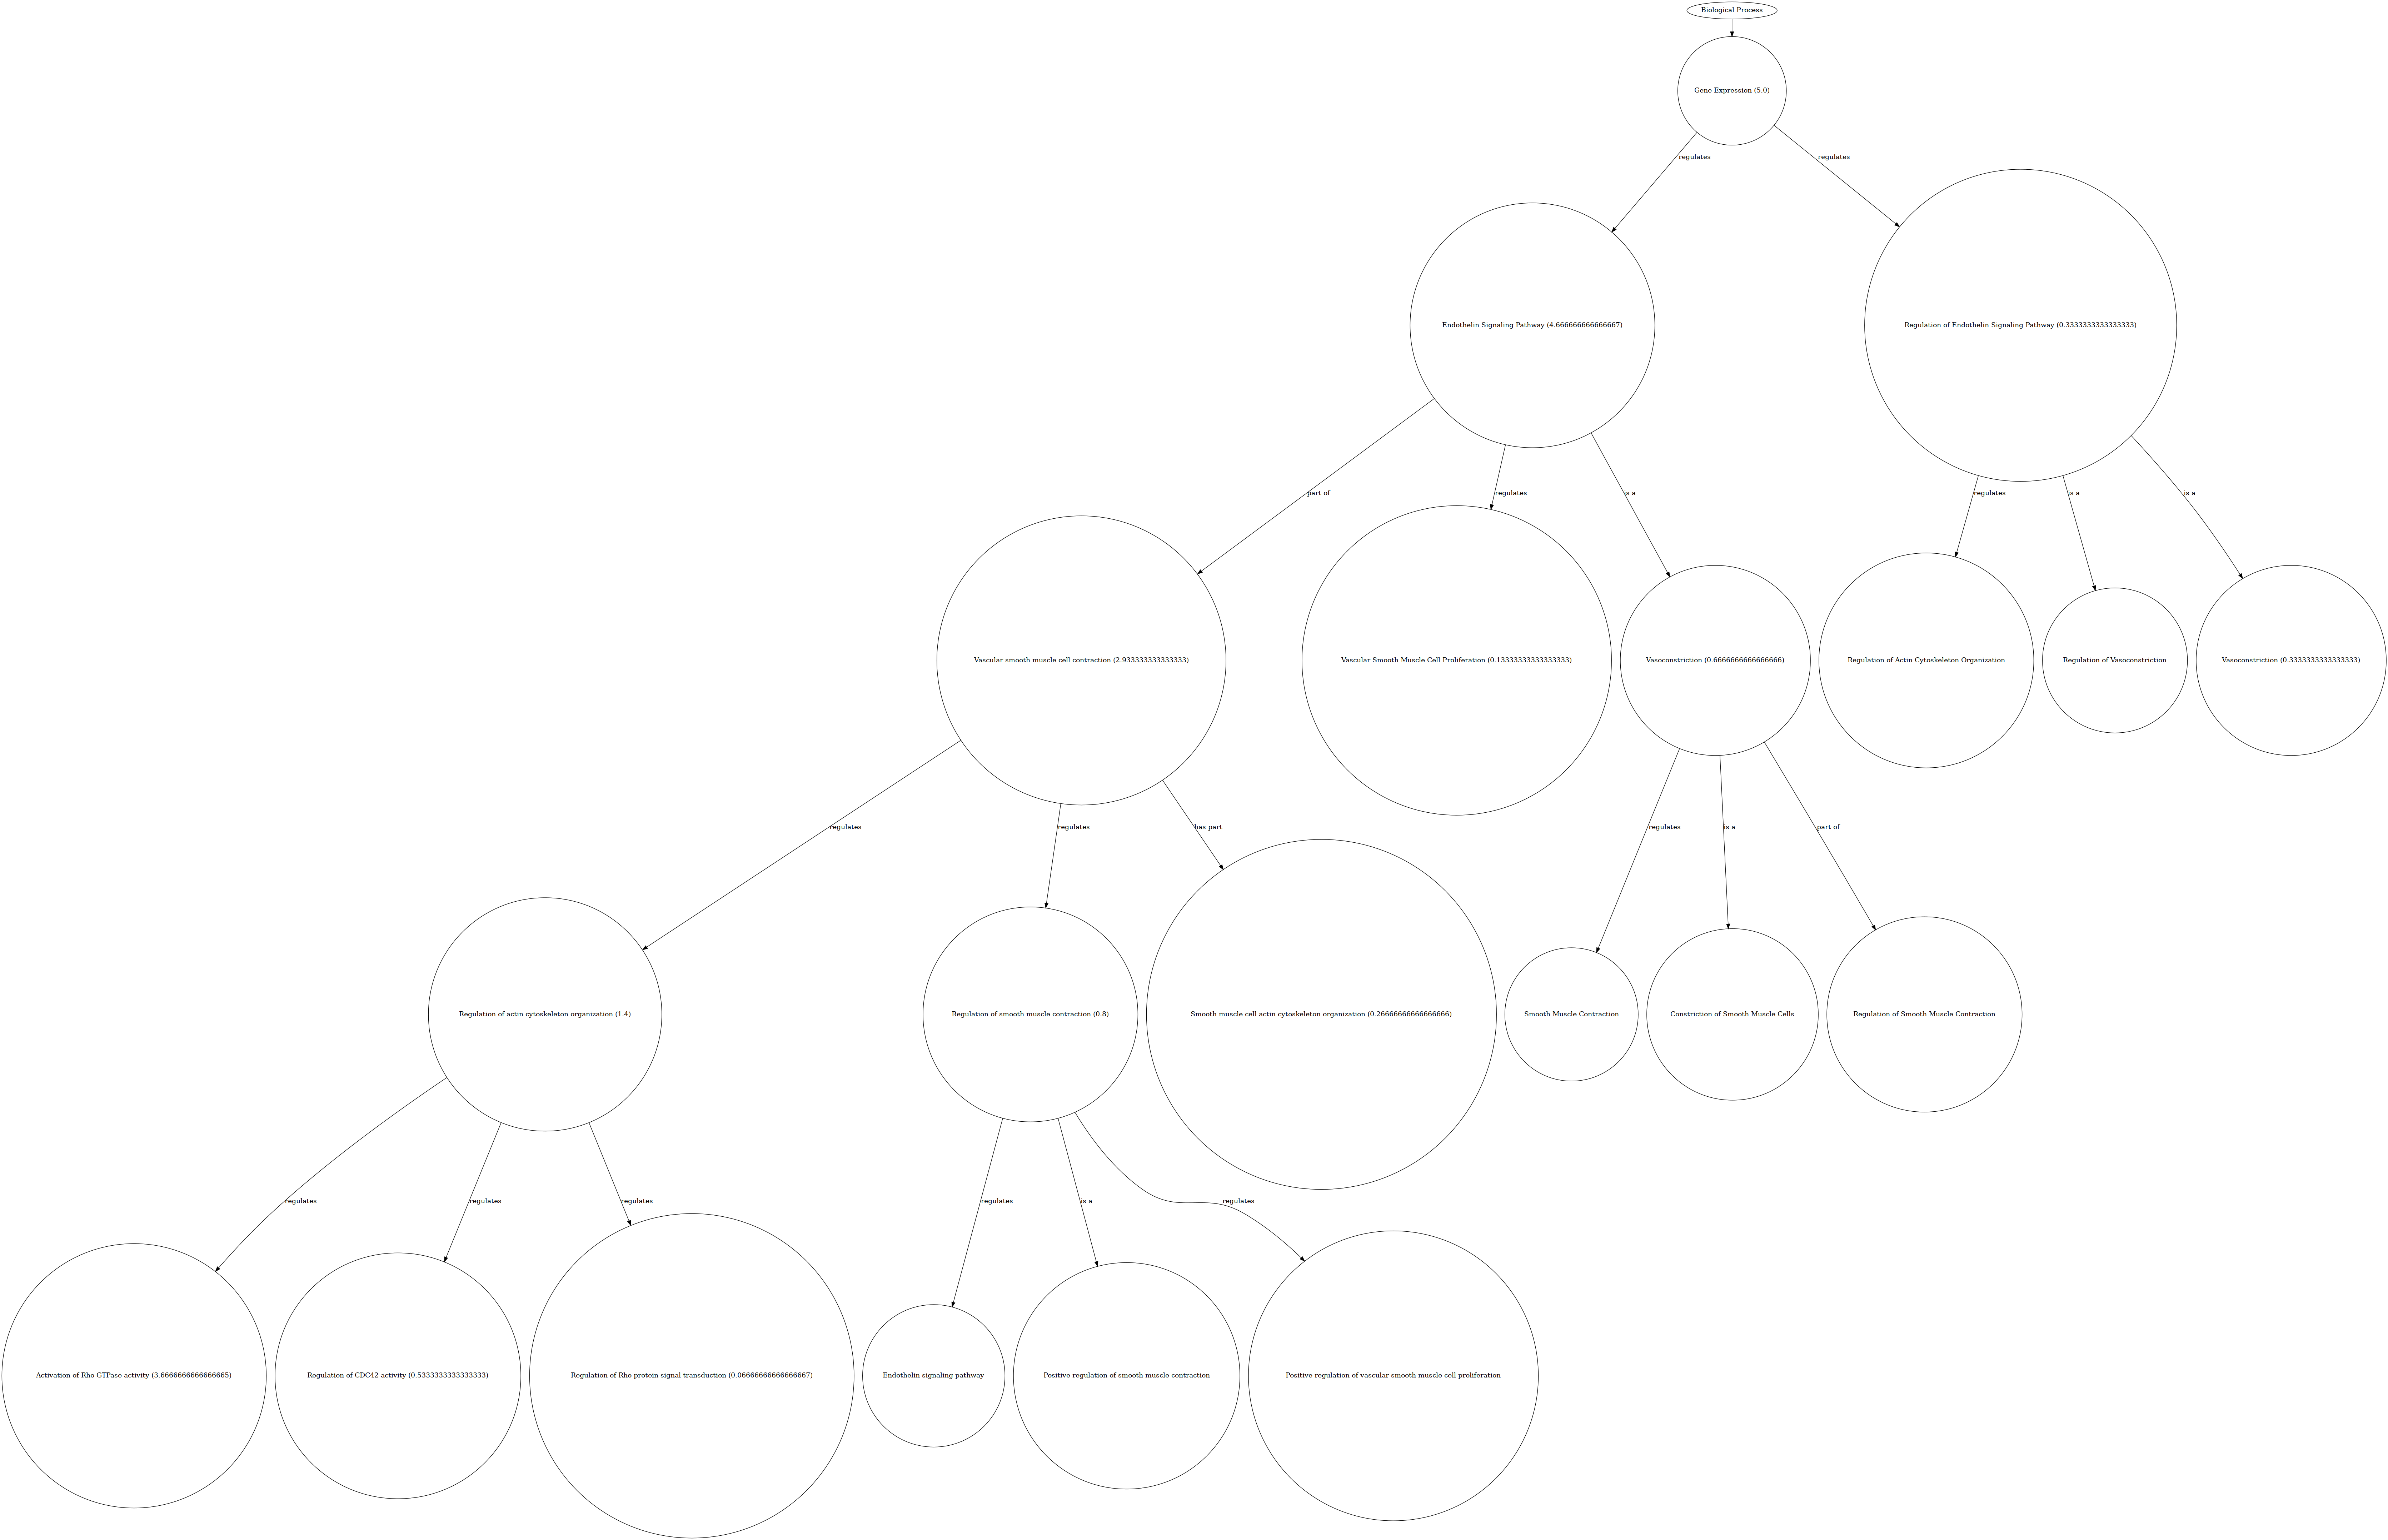 Biological Process
Gene Expression (5.0)
regulates
regulates
Endothelin Signaling Pathway (4.666666666666667)
Regulation of Endothelin Signaling Pathway (0.3333333333333333)
part of
regulates
is a
regulates
is a
is a
Vascular smooth muscle cell contraction (2.933333333333333)
Vascular Smooth Muscle Cell Proliferation (0.13333333333333333)
Vasoconstriction (0.6666666666666666)
Regulation of Actin Cytoskeleton Organization
Regulation of Vasoconstriction
Vasoconstriction (0.3333333333333333)
regulates
regulates
has part
regulates
is a
part of
Regulation of actin cytoskeleton organization (1.4)
Regulation of smooth muscle contraction (0.8)
Smooth muscle cell actin cytoskeleton organization (0.26666666666666666)
Smooth Muscle Contraction
Constriction of Smooth Muscle Cells
Regulation of Smooth Muscle Contraction
regulates
regulates
regulates
regulates
is a
regulates
Activation of Rho GTPase activity (3.6666666666666665)
Regulation of CDC42 activity (0.5333333333333333)
Regulation of Rho protein signal transduction (0.06666666666666667)
Endothelin signaling pathway
Positive regulation of smooth muscle contraction
Positive regulation of vascular smooth muscle cell proliferation